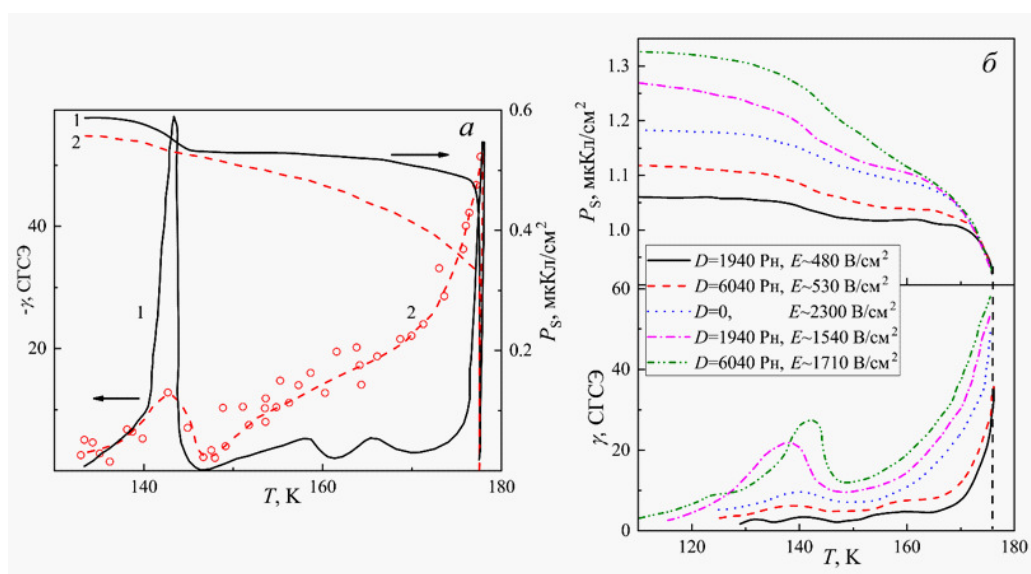 a
1
2
1
2
40
20
0.6
0.4
0.2
0.0
-γ, СГСЭ
P_S, мкКл/см²
140
160
180
T, K
б
1.3
1.2
1.1
1.0
P_S, мкКл/см²
D=1940 Рн, E~480 В/см²
D=6040 Рн, E~530 В/см²
D=0, E~2300 В/см²
D=1940 Рн, E~1540 В/см²
D=6040 Рн, E~1710 В/см²
60
40
20
0
γ, СГСЭ
120
140
160
180
T, K